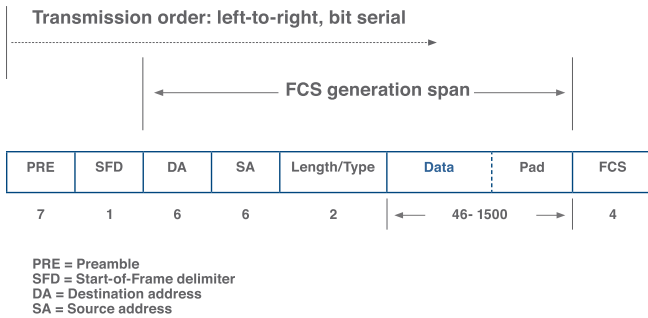 Transmission order: left-to-right, bit serial
FCS generation span
PRE SFD DA SA Length/Type Data Pad FCS
7 1 6 6 2 46- 1500 4
PRE = Preamble
SFD = Start-of-Frame delimiter
DA = Destination address
SA = Source address